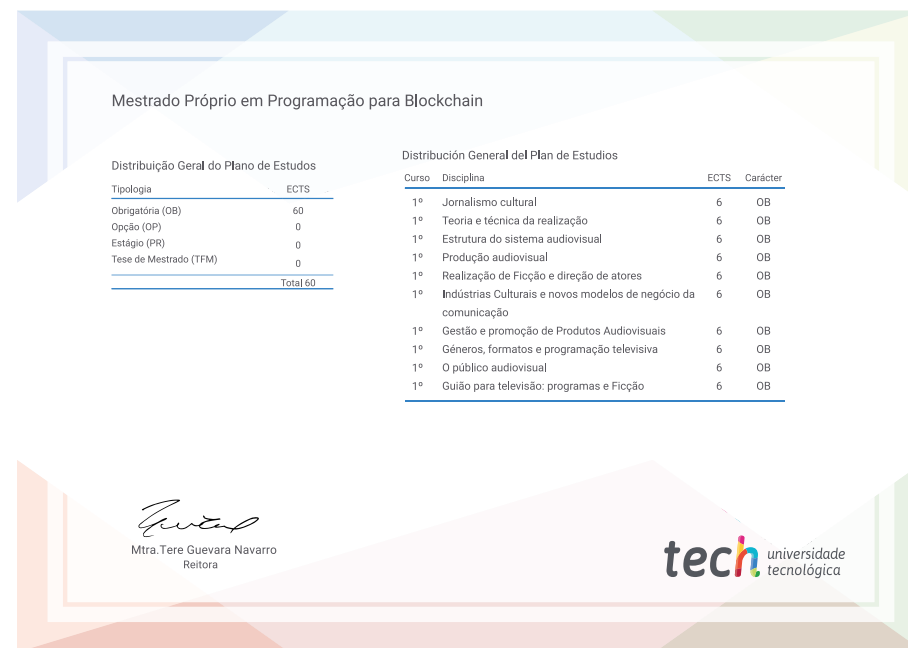 Mestrado Próprio em Programação para Blockchain
Distribuição Geral do Plano de Estudos
Tipologia ECTS
Obrigatória (OB) 60
Opção (OP) 0
Estágio (PR) 0
Tese de Mestrado (TFM) 0
Total 60
Distribución General del Plan de Estudios
Curso Disciplina ECTS Carácter
1º Jornalismo cultural 6 OB
1º Teoria e técnica da realização 6 OB
1º Estrutura do sistema audiovisual 6 OB
1º Produção audiovisual 6 OB
1º Realização de Ficção e direção de atores 6 OB
1º Indústrias Culturais e novos modelos de negócio da 6 OB
comunicação
1º Gestão e promoção de Produtos Audiovisuais 6 OB
1º Géneros, formatos e programação televisiva 6 OB
1º O público audiovisual 6 OB
1º Guião para televisão: programas e Ficção 6 OB
Mtra.Tere Guevara Navarro
Reitora
tech universidade
tecnológica